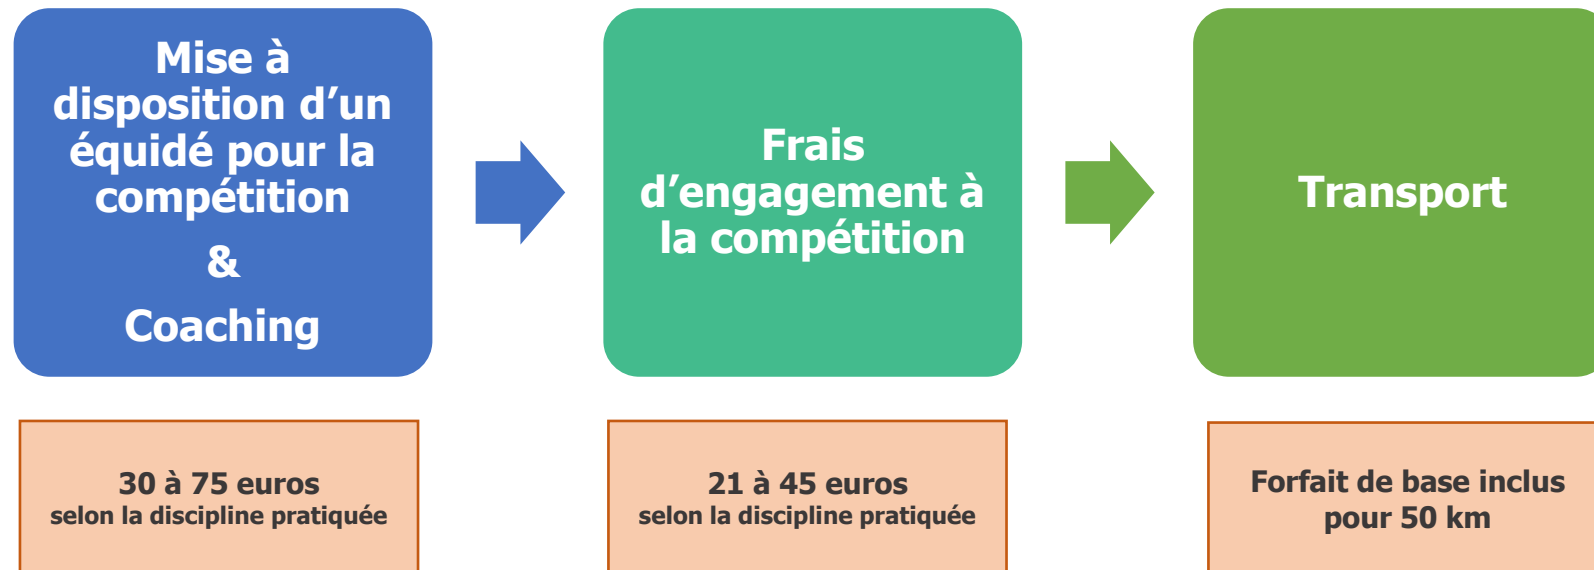 Mise à
disposition d’un
équidé pour la
compétition
&
Coaching
Frais
d’engagement à
la compétition
Transport
30 à 75 euros
selon la discipline pratiquée
21 à 45 euros
selon la discipline pratiquée
Forfait de base inclus
pour 50 km